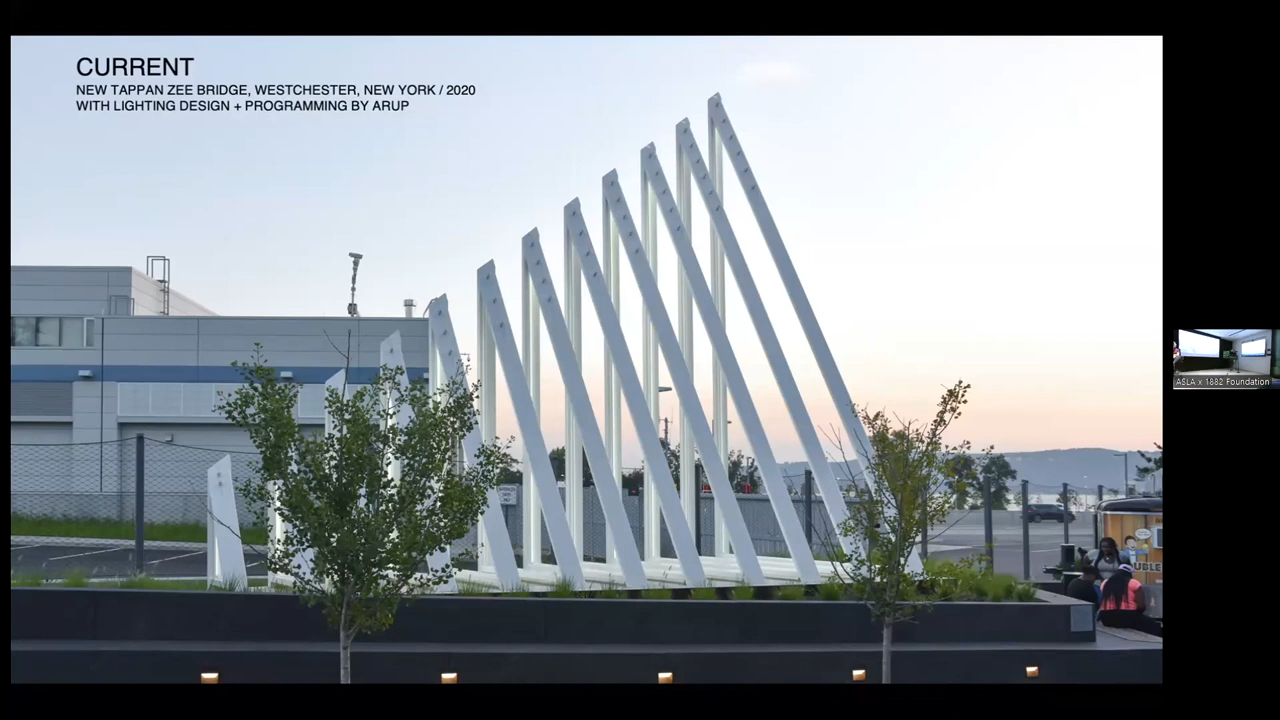 CURRENT
NEW TAPPAN ZEE BRIDGE, WESTCHESTER, NEW YORK / 2020
WITH LIGHTING DESIGN + PROGRAMMING BY ARUP
ASLA x 1882 Foundation